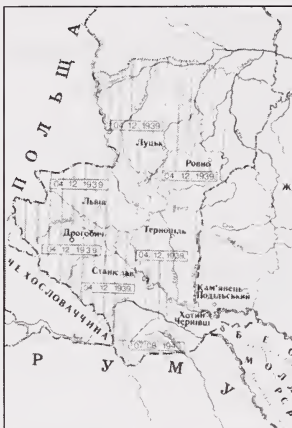 ПОЛЬЩА
04 12 1939
Луцьк
Ровно
04 12 1939
04 12 1939
Львів
Дрогобич
04 12 1939
Тернопіль
04 12 1939
04 12 1939
Кам'янець-
Подільський
Хотин
Чернівці
ЧЕХОСЛОВАЧЧИНА
РУМУ